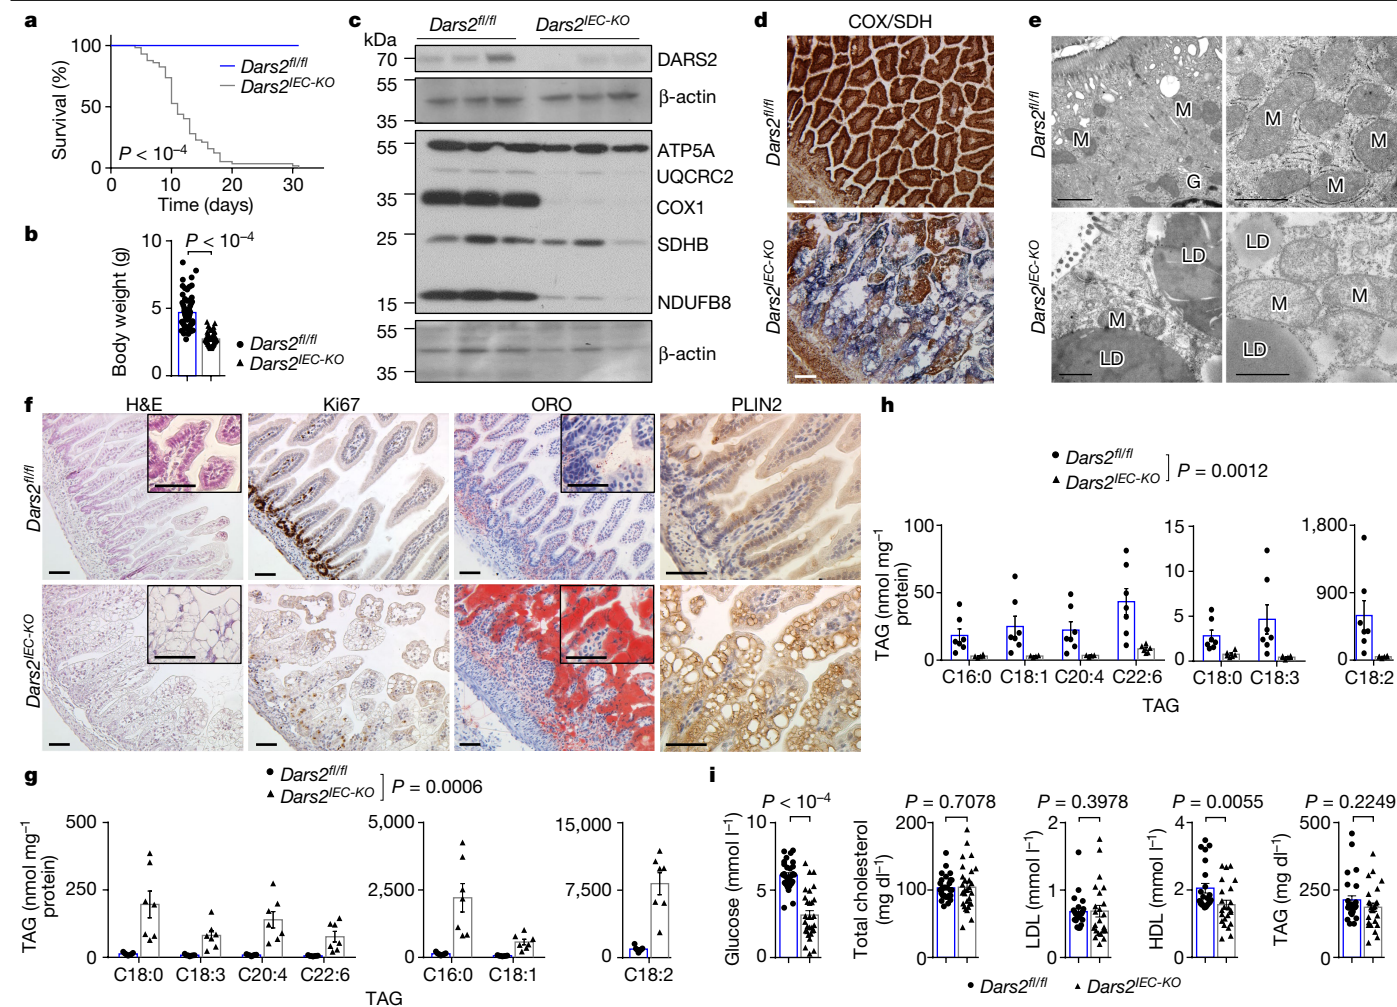 a
100
50
0
Survival (%)
Dars2fl/fl
Dars2IEC-KO
P < 10–4
0 10 20 30
Time (days)
b
10
5
0
Body weight (g)
P < 10–4
Dars2fl/fl
Dars2IEC-KO
c
Dars2fl/fl Dars2IEC-KO
kDa
70 DARS2
55
β-actin
35
55 ATP5A
UQCRC2
35 COX1
25 SDHB
15 NDUFB8
55
β-actin
35
d
COX/SDH
Dars2fl/fl
Dars2IEC-KO
e
Dars2fl/fl
M M G
M M M
Dars2IEC-KO
LD M LD
LD M M LD
f
H&E Ki67 ORO PLIN2
Dars2fl/fl
Dars2IEC-KO
h
Dars2fl/fl
Dars2IEC-KO
P = 0.0012
TAG (nmol mg–1
protein)
100
50
0
C16:0 C18:1 C20:4 C22:6
15
10
5
0
C18:0 C18:3
1,800
900
0
C18:2
TAG
g
Dars2fl/fl
Dars2IEC-KO
P = 0.0006
TAG (nmol mg–1
protein)
500
250
0
C18:0 C18:3 C20:4 C22:6
5,000
2,500
0
C16:0 C18:1
15,000
7,500
0
C18:2
TAG
i
P < 10–4
Glucose (mmol l–1)
10
5
0
P = 0.7078
Total cholesterol
(mg dl–1)
200
100
0
P = 0.3978
LDL (mmol l–1)
2
1
0
P = 0.0055
HDL (mmol l–1)
4
2
0
P = 0.2249
TAG (mg dl–1)
500
250
0
Dars2fl/fl Dars2IEC-KO